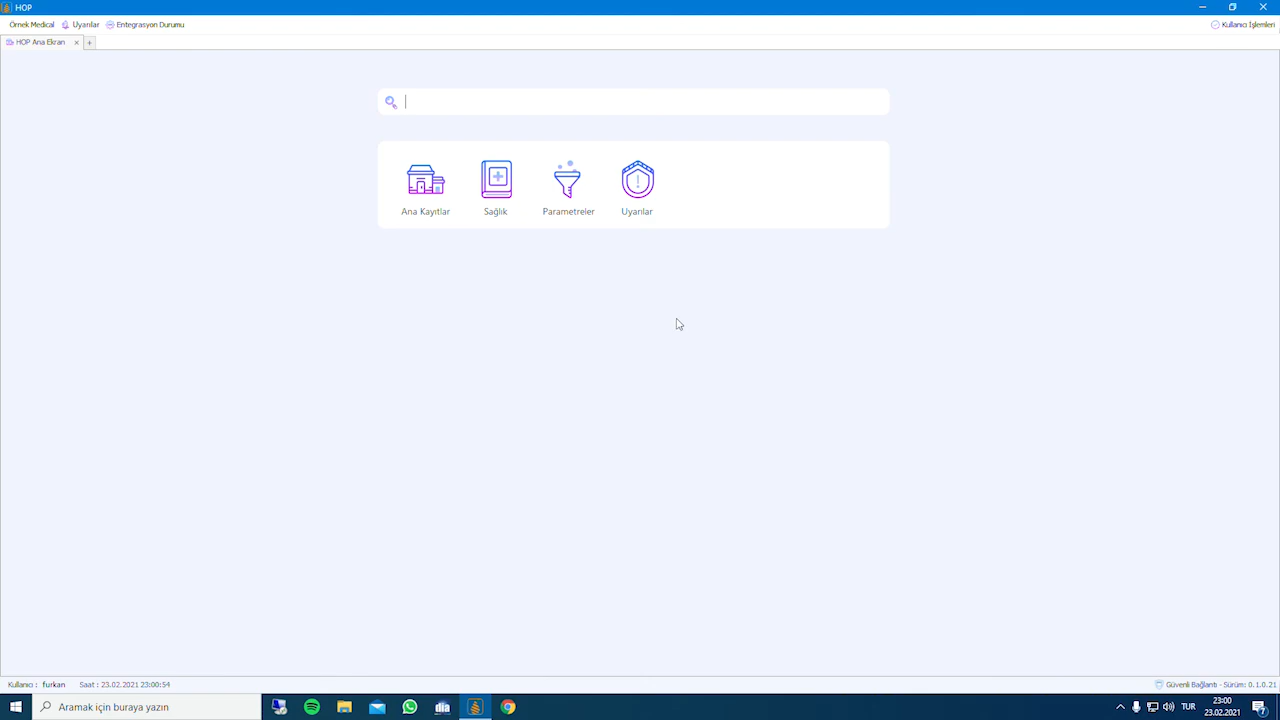 HOP
Örnek Medical Uyarılar Entegrasyon Durumu Kullanıcı İşlemleri
HOP Ana Ekran × +
Ana Kayıtlar Sağlık Parametreler Uyarılar
Kullanıcı : furkan Saat : 23.02.2021 23:00:54 Güvenli Bağlantı - Sürüm: 0.1.0.21
Aramak için buraya yazın TUR 23:00
23.02.2021